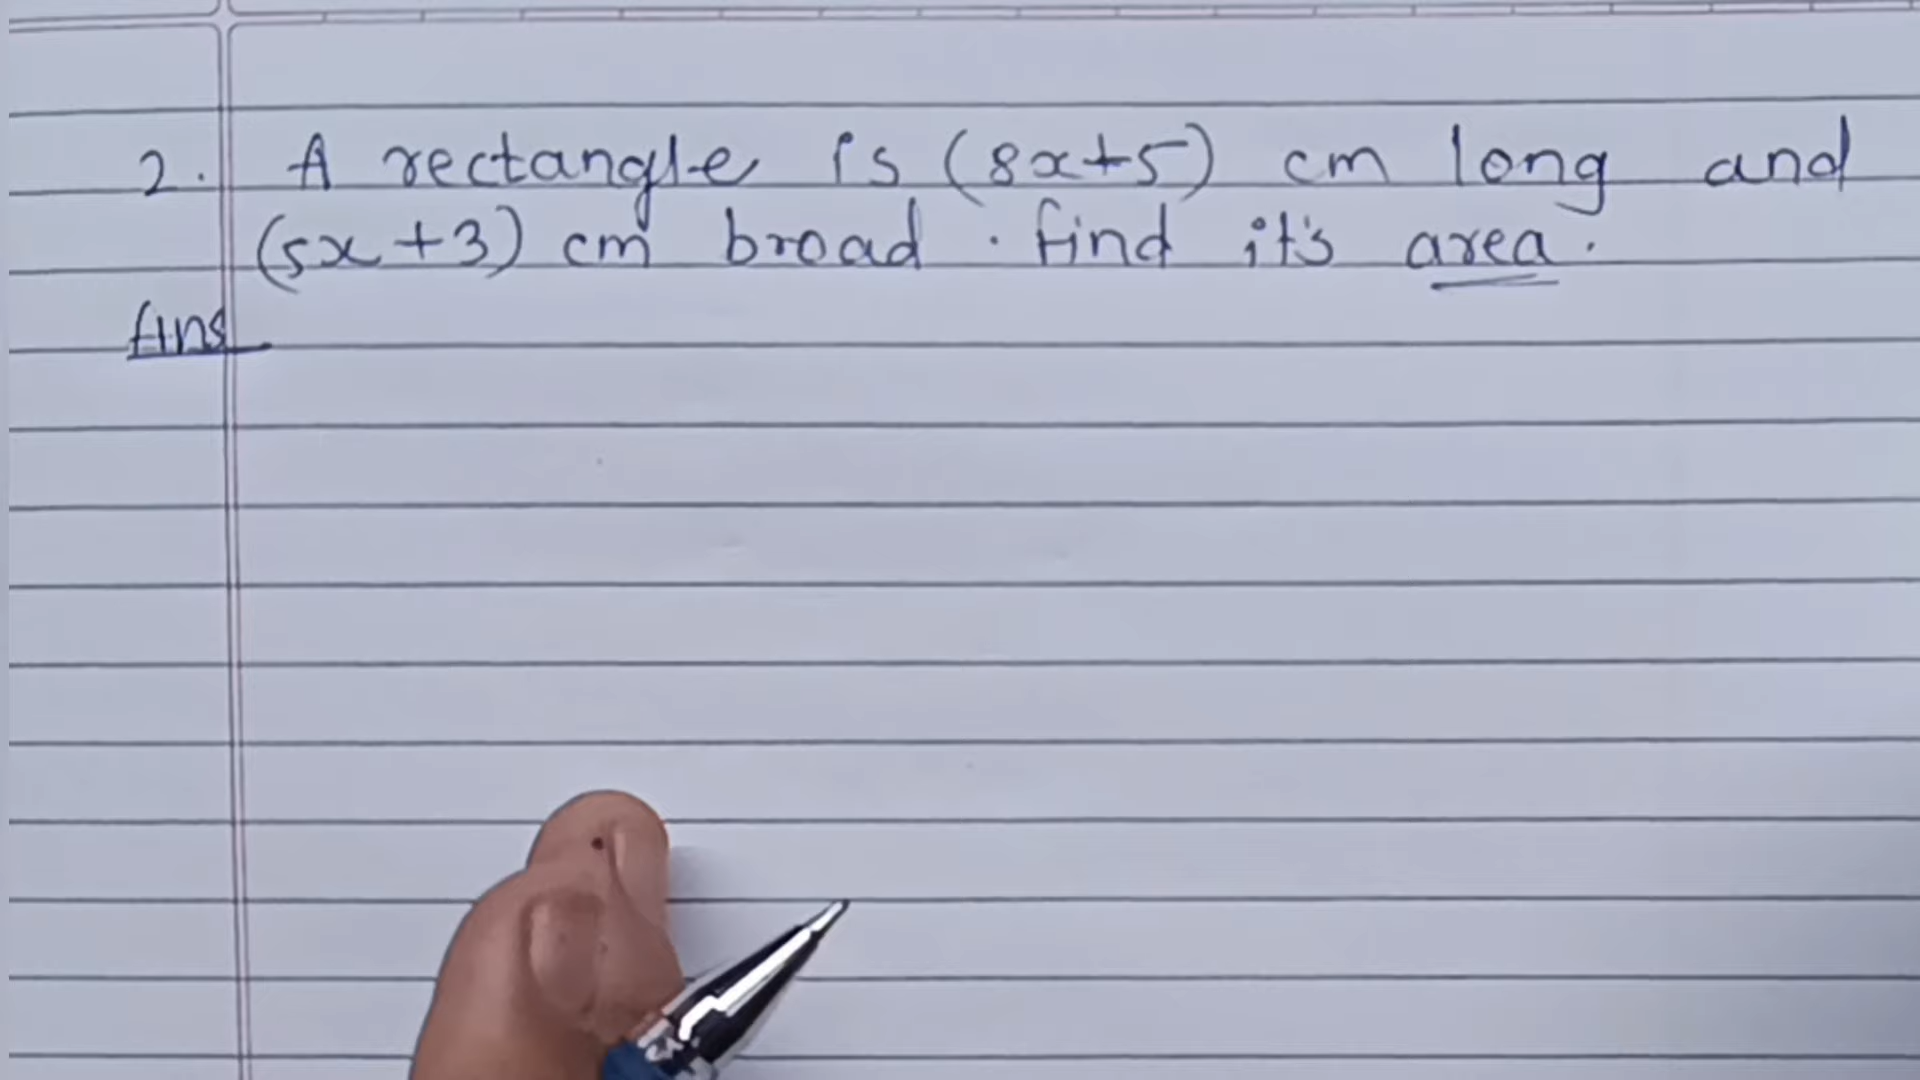 2. A rectangle is (8x+5) cm long and
(5x+3) cm broad. Find it's area.
Ans